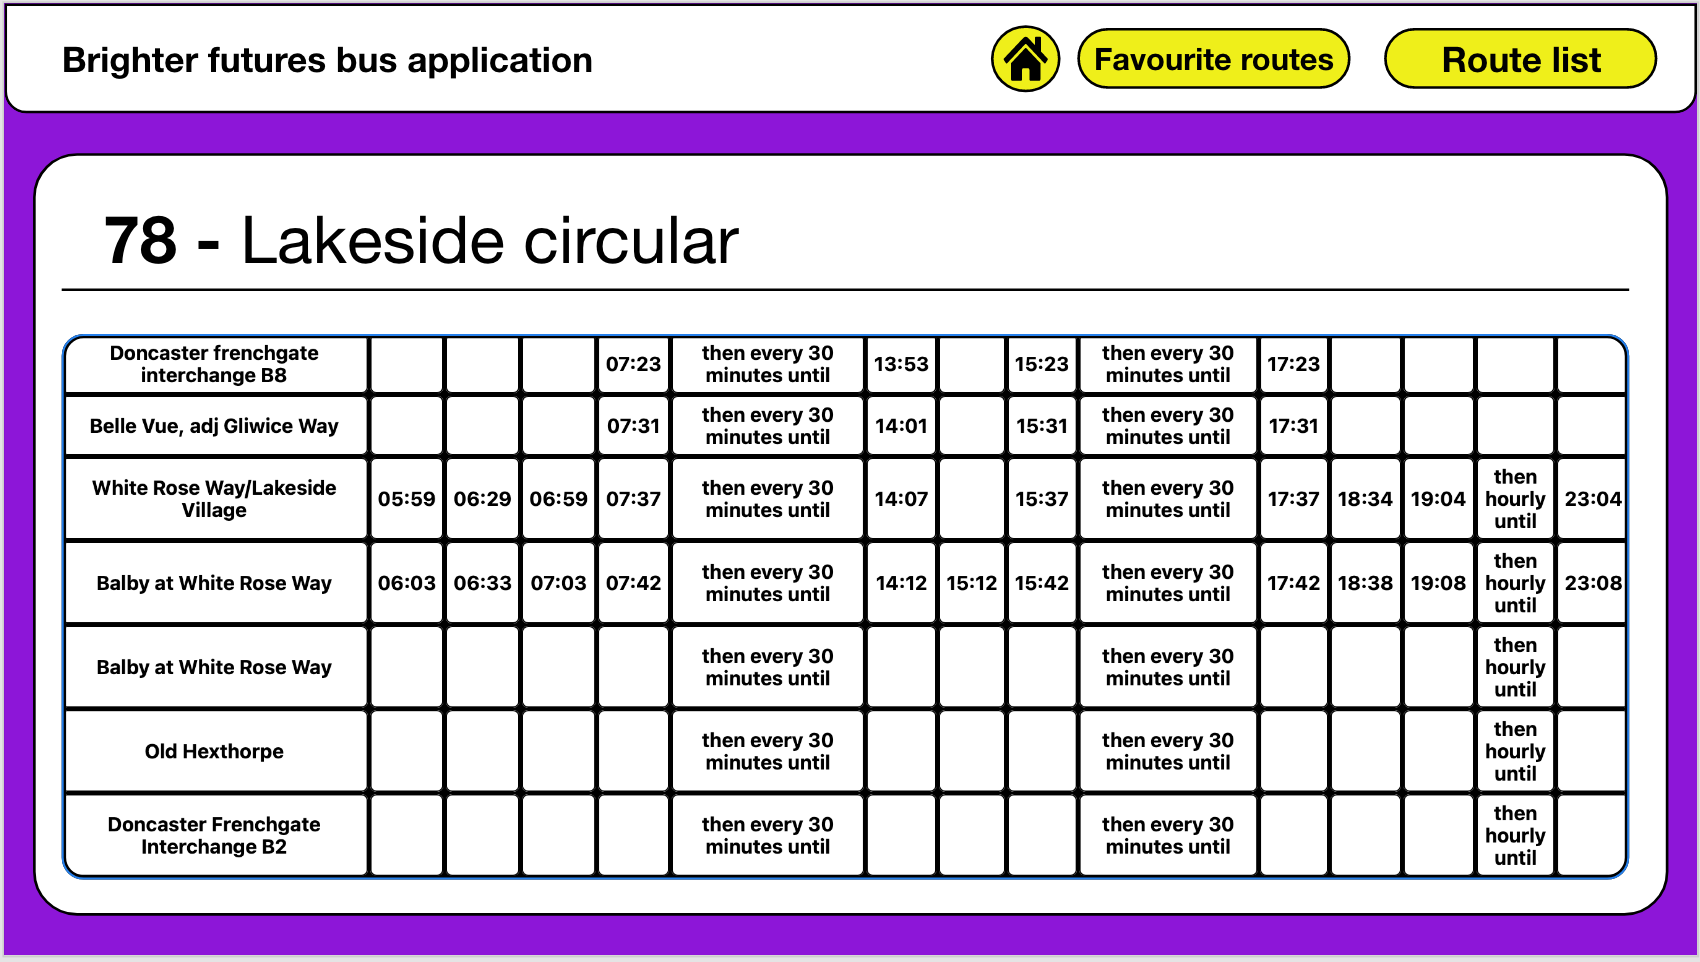 Brighter futures bus application
Favourite routes
Route list
78 - Lakeside circular
Doncaster frenchgate interchange B8 07:23 then every 30 minutes until 13:53 15:23 then every 30 minutes until 17:23
Belle Vue, adj Gliwice Way 07:31 then every 30 minutes until 14:01 15:31 then every 30 minutes until 17:31
White Rose Way/Lakeside Village 05:59 06:29 06:59 07:37 then every 30 minutes until 14:07 15:37 then every 30 minutes until 17:37 18:34 19:04 then hourly until 23:04
Balby at White Rose Way 06:03 06:33 07:03 07:42 then every 30 minutes until 14:12 15:12 15:42 then every 30 minutes until 17:42 18:38 19:08 then hourly until 23:08
Balby at White Rose Way then every 30 minutes until then every 30 minutes until then hourly until
Old Hexthorpe then every 30 minutes until then every 30 minutes until then hourly until
Doncaster Frenchgate Interchange B2 then every 30 minutes until then every 30 minutes until then hourly until